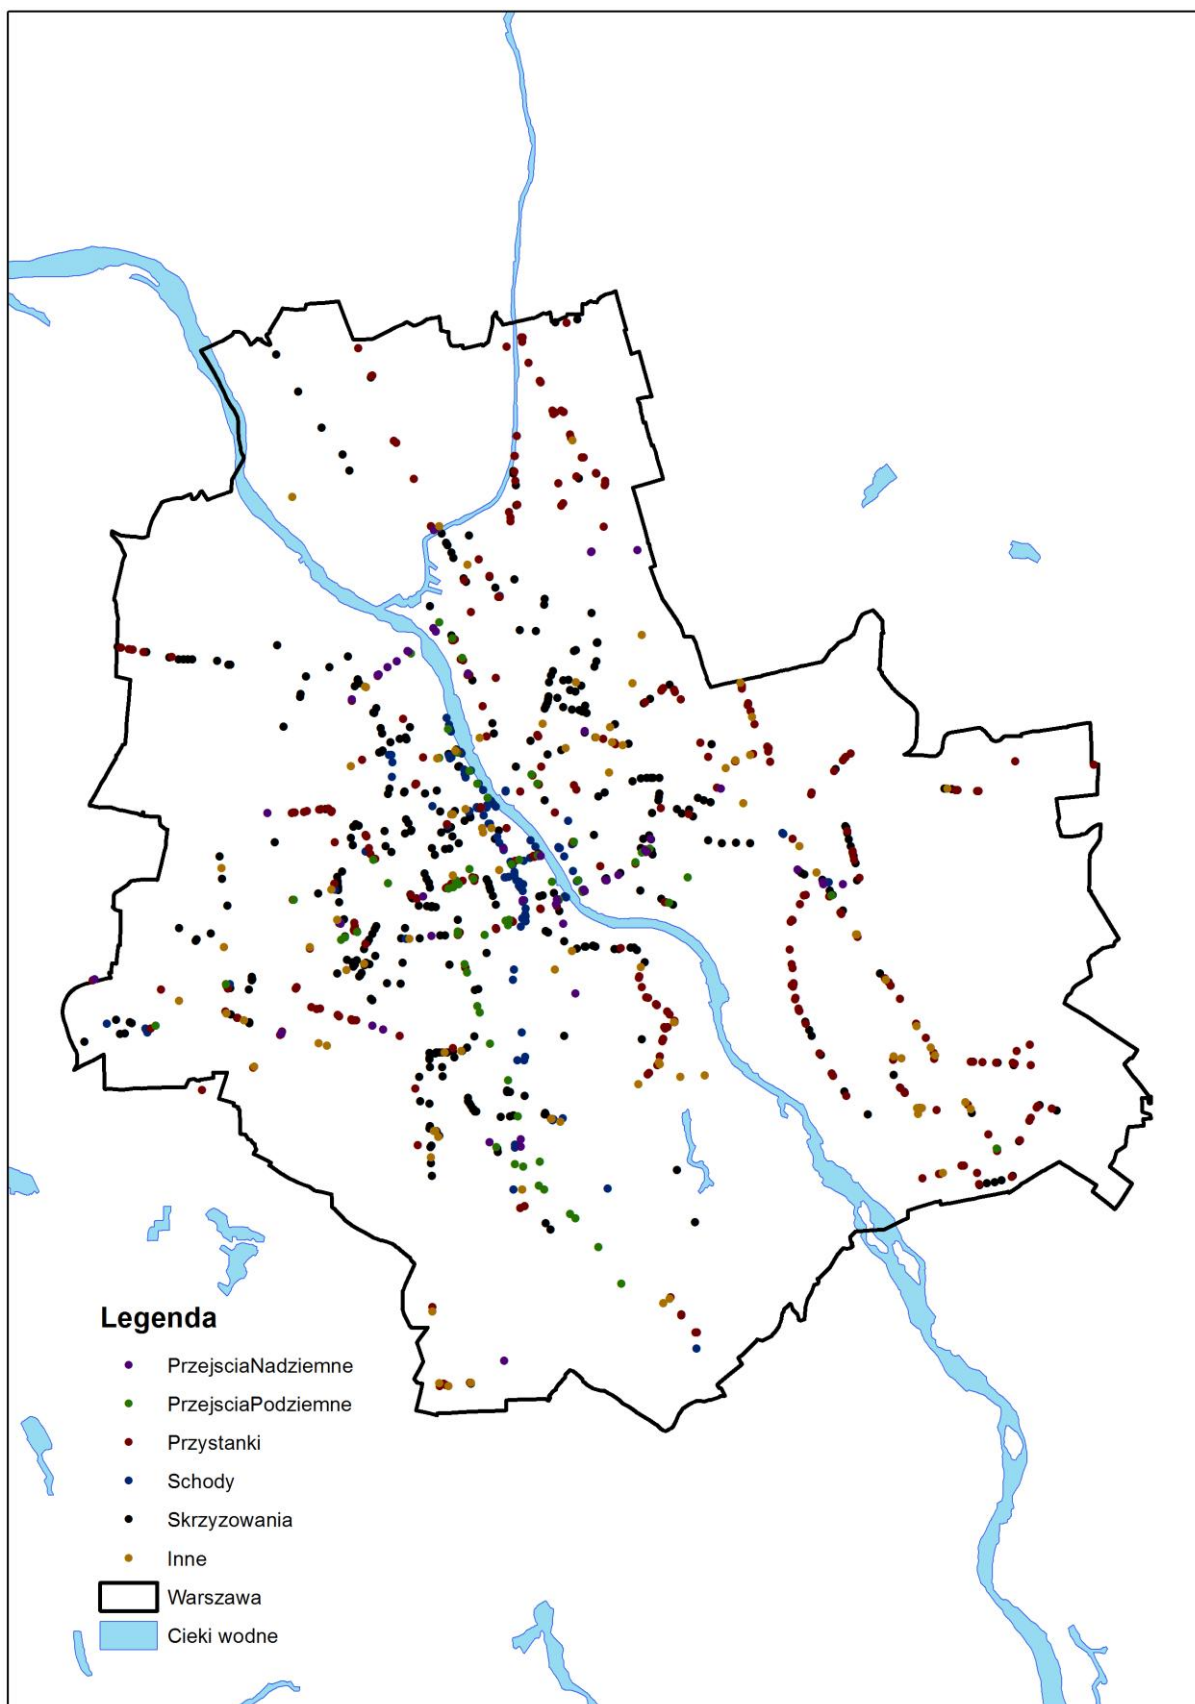 Legenda
PrzejsciaNadziemne
PrzejsciaPodziemne
Przystanki
Schody
Skrzyzowania
Inne
Warszawa
Cieki wodne